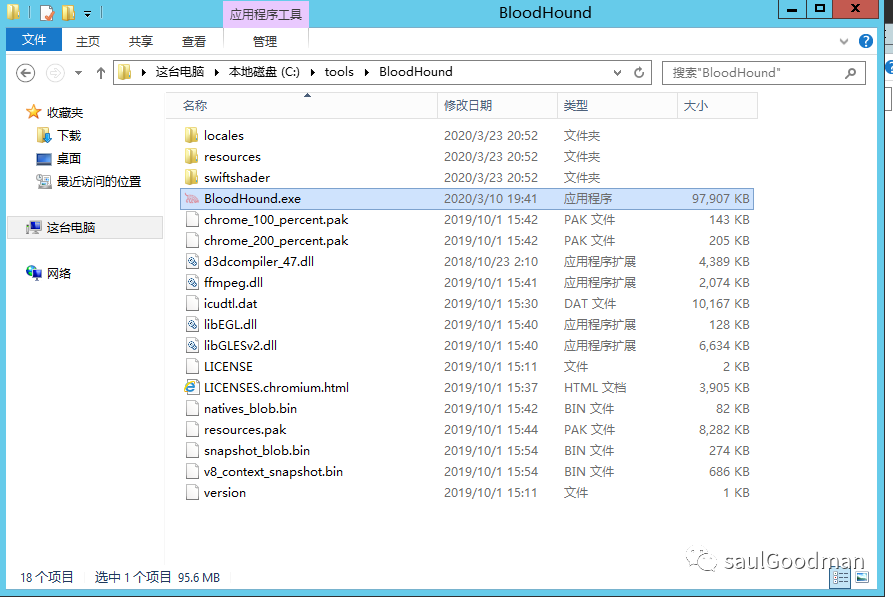 应用程序工具
BloodHound
文件 主页 共享 查看 管理
这台电脑 本地磁盘 (C:) tools BloodHound 搜索"BloodHound"
收藏夹
下载
桌面
最近访问的位置
这台电脑
网络
名称 修改日期 类型 大小
locales 2020/3/23 20:52 文件夹
resources 2020/3/23 20:52 文件夹
swiftshader 2020/3/23 20:52 文件夹
BloodHound.exe 2020/3/10 19:41 应用程序 97,907 KB
chrome_100_percent.pak 2019/10/1 15:42 PAK 文件 143 KB
chrome_200_percent.pak 2019/10/1 15:42 PAK 文件 205 KB
d3dcompiler_47.dll 2018/10/23 2:10 应用程序扩展 4,389 KB
ffmpeg.dll 2019/10/1 15:41 应用程序扩展 2,074 KB
icudtl.dat 2019/10/1 15:30 DAT 文件 10,167 KB
libEGL.dll 2019/10/1 15:40 应用程序扩展 128 KB
libGLESv2.dll 2019/10/1 15:40 应用程序扩展 6,634 KB
LICENSE 2019/10/1 15:11 文件 2 KB
LICENSES.chromium.html 2019/10/1 15:37 HTML 文档 3,905 KB
natives_blob.bin 2019/10/1 15:42 BIN 文件 82 KB
resources.pak 2019/10/1 15:44 PAK 文件 8,282 KB
snapshot_blob.bin 2019/10/1 15:54 BIN 文件 274 KB
v8_context_snapshot.bin 2019/10/1 15:54 BIN 文件 686 KB
version 2019/10/1 15:11 文件 1 KB
saulGoodman
18 个项目 选中 1 个项目 95.6 MB